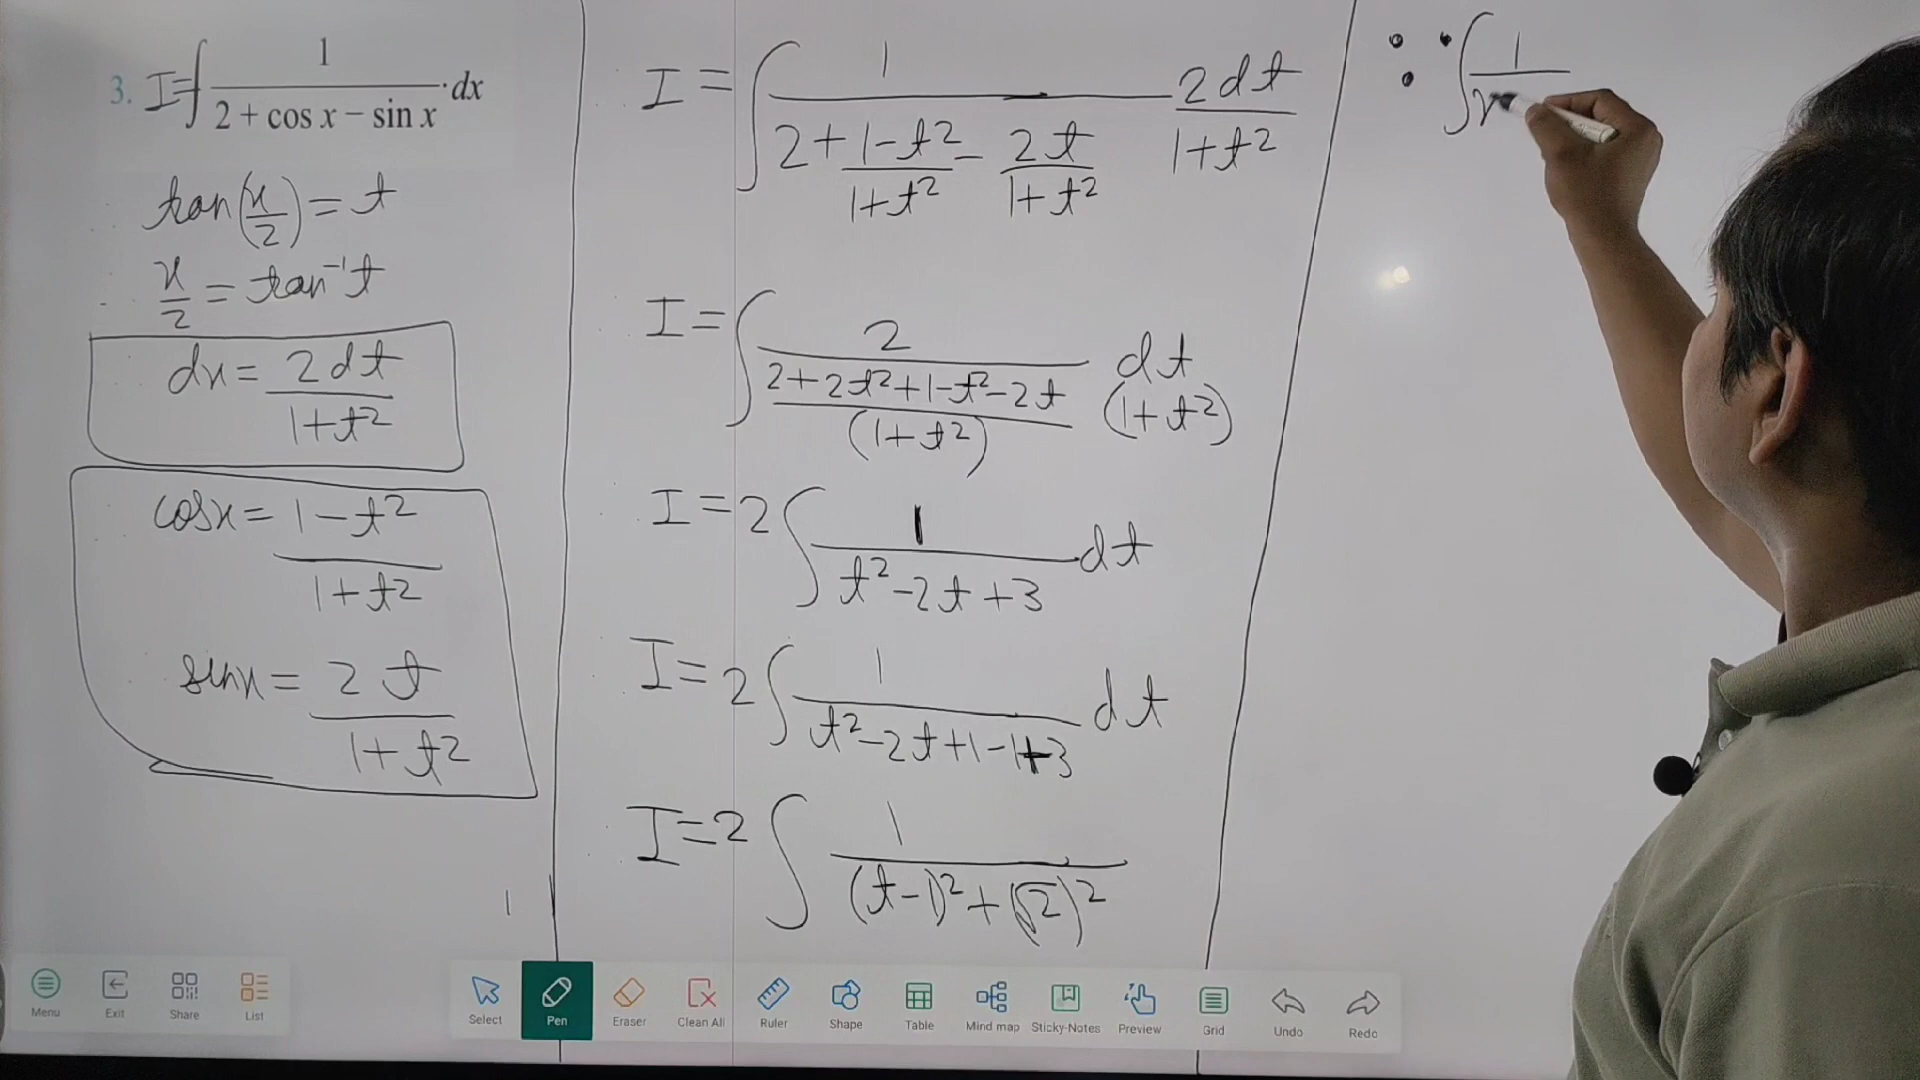 3. I=∫ 1/(2 + cos x − sin x) · dx
tan(x/2) = t
x/2 = tan⁻¹t
dx = 2dt/(1+t²)
cosx = (1−t²)/(1+t²)
sinx = 2t/(1+t²)
I = ∫ 1/(2 + (1−t²)/(1+t²) − 2t/(1+t²)) 2dt/(1+t²)
I = ∫ 2/((2+2t²+1−t²−2t)/(1+t²)) dt/(1+t²)
I = 2 ∫ 1/(t²−2t+3) dt
I = 2 ∫ 1/(t²−2t+1−1+3) dt
I = 2 ∫ 1/((t−1)²+(√2)²)
∵ ∫ 1/x
Menu Exit Share List Select Pen Eraser Clean All Ruler Shape Table Mind map Sticky-Notes Preview Grid Undo Redo